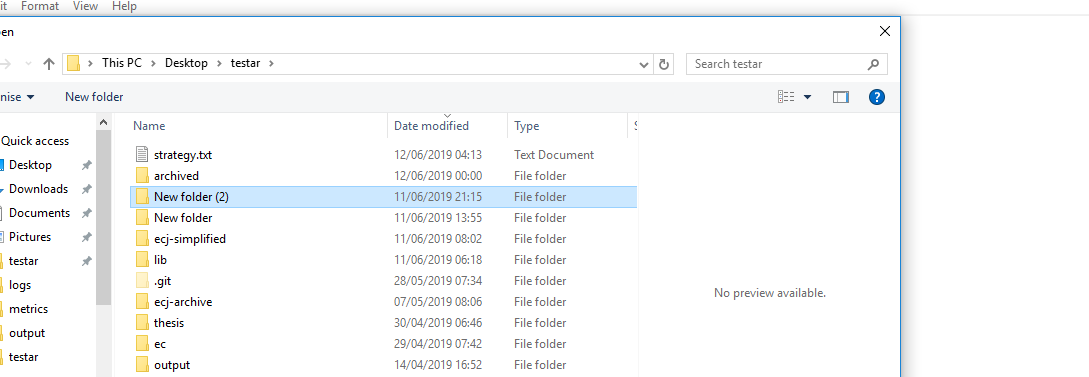 it Format View Help
en
This PC Desktop testar
Search testar
nise New folder
Name Date modified Type S
Quick access
Desktop
Downloads
Documents
Pictures
testar
logs
metrics
output
testar
strategy.txt 12/06/2019 04:13 Text Document
archived 12/06/2019 00:00 File folder
New folder (2) 11/06/2019 21:15 File folder
New folder 11/06/2019 13:55 File folder
ecj-simplified 11/06/2019 08:02 File folder
lib 11/06/2019 06:18 File folder
.git 28/05/2019 07:34 File folder
ecj-archive 07/05/2019 08:06 File folder
thesis 30/04/2019 06:46 File folder
ec 29/04/2019 07:42 File folder
output 14/04/2019 16:52 File folder
No preview available.